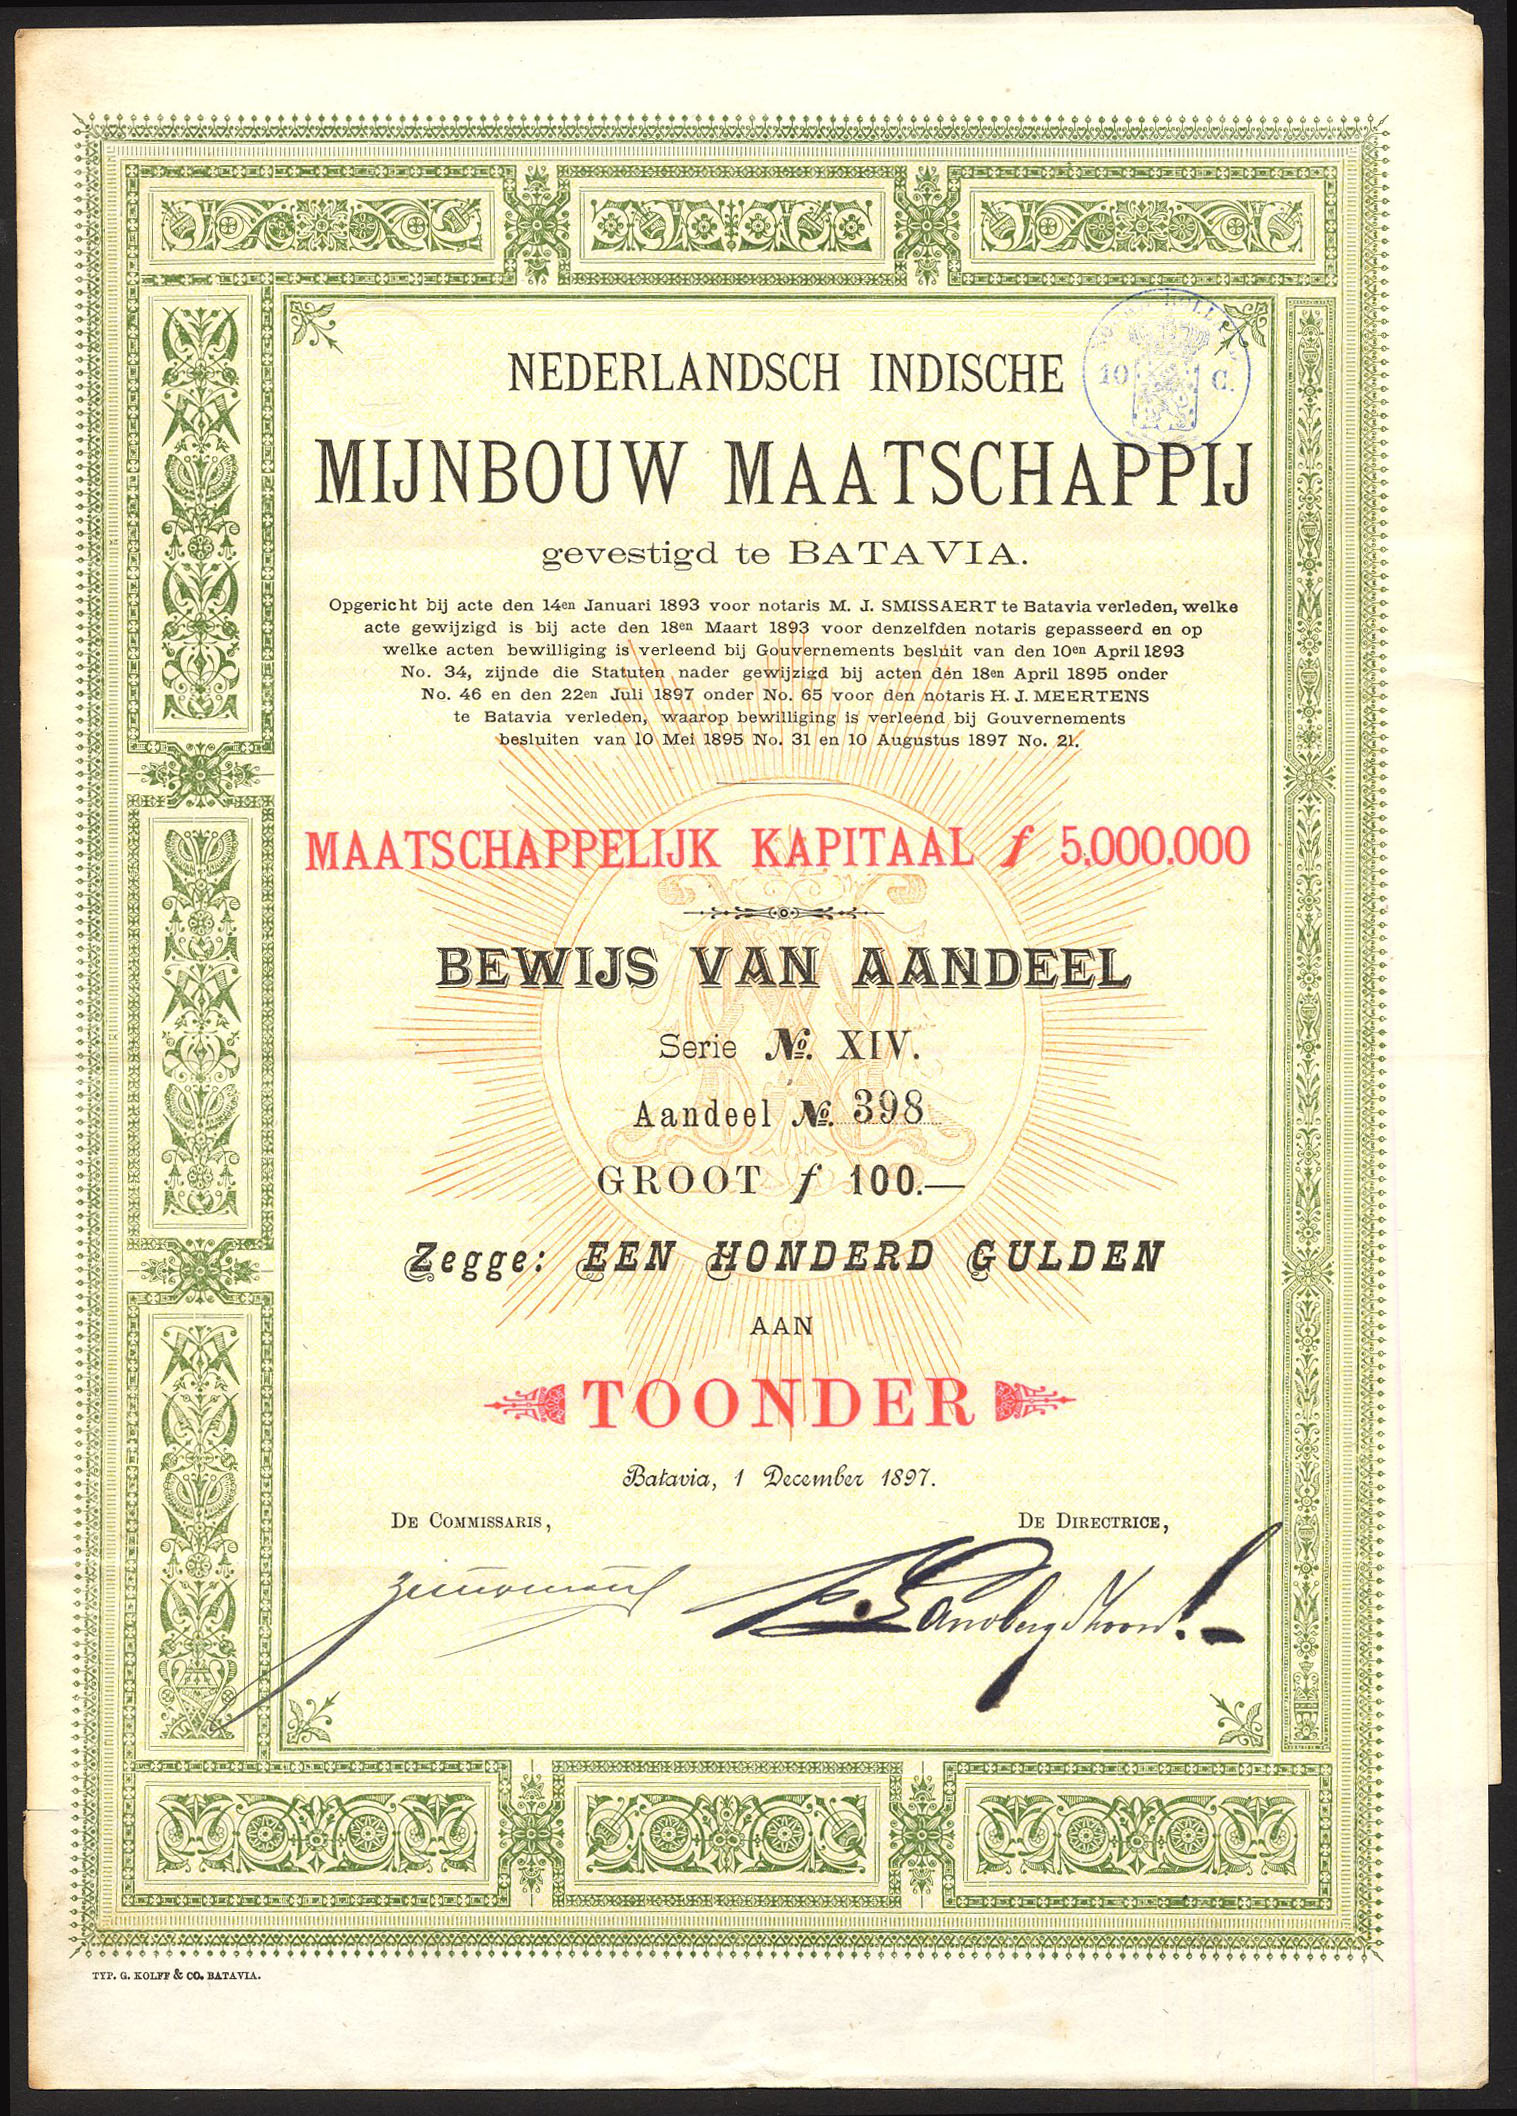 NEDERLANDSCH INDISCHE
10 C.
MIJNBOUW MAATSCHAPPIJ
gevestigd te BATAVIA.
Opgericht bij acte den 14en Januari 1893 voor notaris M. J. SMISSAERT te Batavia verleden, welke
acte gewijzigd is bij acte den 18en Maart 1893 voor denzelfden notaris gepasseerd en op
welke acten bewilliging is verleend bij Gouvernements besluit van den 10en April 1893
No. 34, zijnde die Statuten nader gewijzigd bij acten den 18en April 1895 onder
No. 46 en den 22en Juli 1897 onder No. 65 voor den notaris H. J. MEERTENS
te Batavia verleden, waarop bewilliging is verleend bij Gouvernements
besluiten van 10 Mei 1895 No. 31 en 10 Augustus 1897 No. 21.
MAATSCHAPPELIJK KAPITAAL f 5.000.000
BEWIJS VAN AANDEEL
Serie No. XIV.
Aandeel No. 398
GROOT f 100.—
Zegge: EEN HONDERD GULDEN
AAN
TOONDER
Batavia, 1 December 1897.
DE COMMISSARIS, DE DIRECTRICE,
TYP. G. KOLFF & CO. BATAVIA.